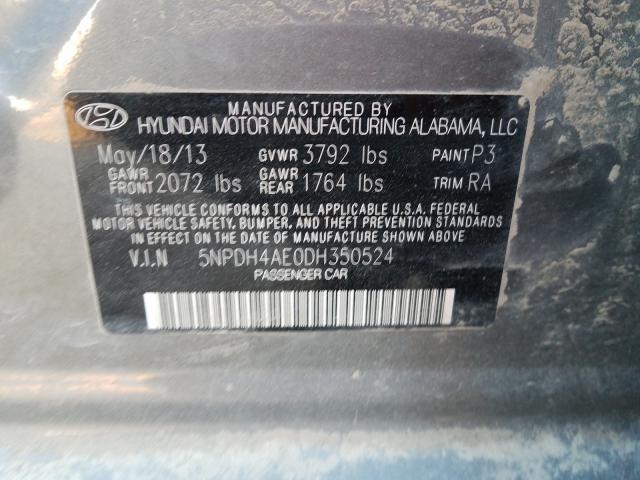 MANUFACTURED BY
HYUNDAI MOTOR MANUFACTURING ALABAMA, LLC
May/18/13 GVWR 3792 lbs PAINT P3
GAWR FRONT 2072 lbs GAWR REAR 1764 lbs TRIM RA
THIS VEHICLE CONFORMS TO ALL APPLICABLE U.S.A. FEDERAL
MOTOR VEHICLE SAFETY, BUMPER, AND THEFT PREVENTION STANDARDS
IN EFFECT ON THE DATE OF MANUFACTURE SHOWN ABOVE.
V.I.N 5NPDH4AE0DH350524
PASSENGER CAR